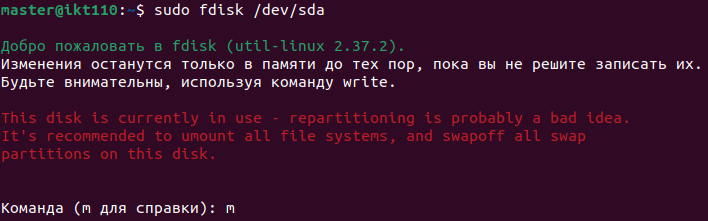 master@ikt110:~$ sudo fdisk /dev/sda
Добро пожаловать в fdisk (util-linux 2.37.2).
Изменения останутся только в памяти до тех пор, пока вы не решите записать их.
Будьте внимательны, используя команду write.
This disk is currently in use - repartitioning is probably a bad idea.
It's recommended to umount all file systems, and swapoff all swap
partitions on this disk.
Команда (m для справки): m